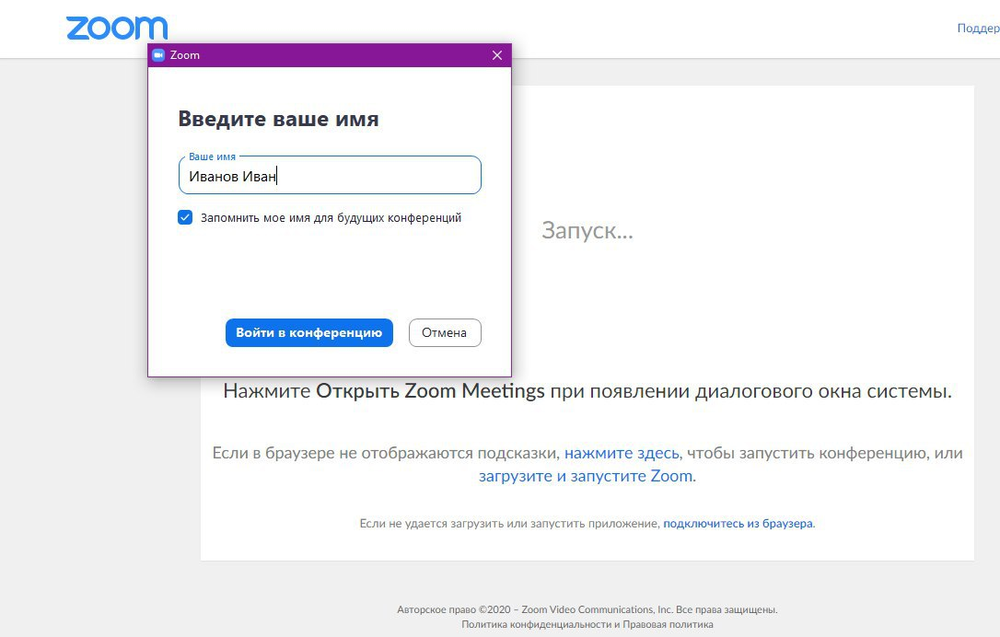 zoom
Поддер
Zoom
Введите ваше имя
Ваше имя
Иванов Иван
Запомнить мое имя для будущих конференций
Запуск...
Войти в конференцию
Отмена
Нажмите Открыть Zoom Meetings при появлении диалогового окна системы.
Если в браузере не отображаются подсказки, нажмите здесь, чтобы запустить конференцию, или
загрузите и запустите Zoom.
Если не удается загрузить или запустить приложение, подключитесь из браузера.
Авторское право ©2020 – Zoom Video Communications, Inc. Все права защищены.
Политика конфиденциальности и Правовая политика